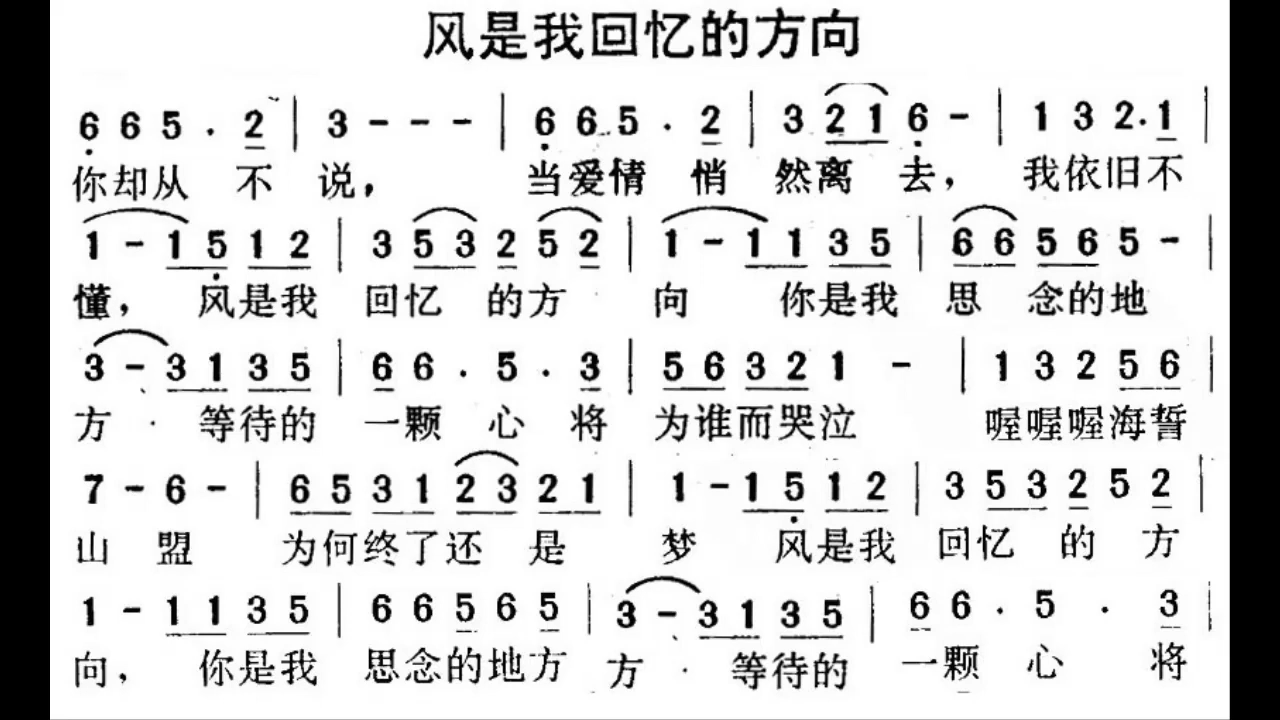 风是我回忆的方向
6 6 5 . 2 | 3 - - - | 6 6 5 . 2 | 3 2 1 6 - | 1 3 2 . 1 |
你却从 不 说， 当爱情 悄 然离 去， 我依旧不
1 - 1 5 1 2 | 3 5 3 2 5 2 | 1 - 1 1 3 5 | 6 6 5 6 5 - |
懂， 风是我 回忆 的方 向 你是我 思 念的地
3 - 3 1 3 5 | 6 6 . 5 . 3 | 5 6 3 2 1 - | 1 3 2 5 6 |
方 等待的 一颗 心 将 为谁而哭泣 喔喔喔海誓
7 - 6 - | 6 5 3 1 2 3 2 1 | 1 - 1 5 1 2 | 3 5 3 2 5 2 |
山 盟 为何终了还 是 梦 风是我 回忆 的 方
1 - 1 1 3 5 | 6 6 5 6 5 | 3 - 3 1 3 5 | 6 6 . 5 . 3 |
向， 你是我 思念的地方 方 等待的 一颗 心 将